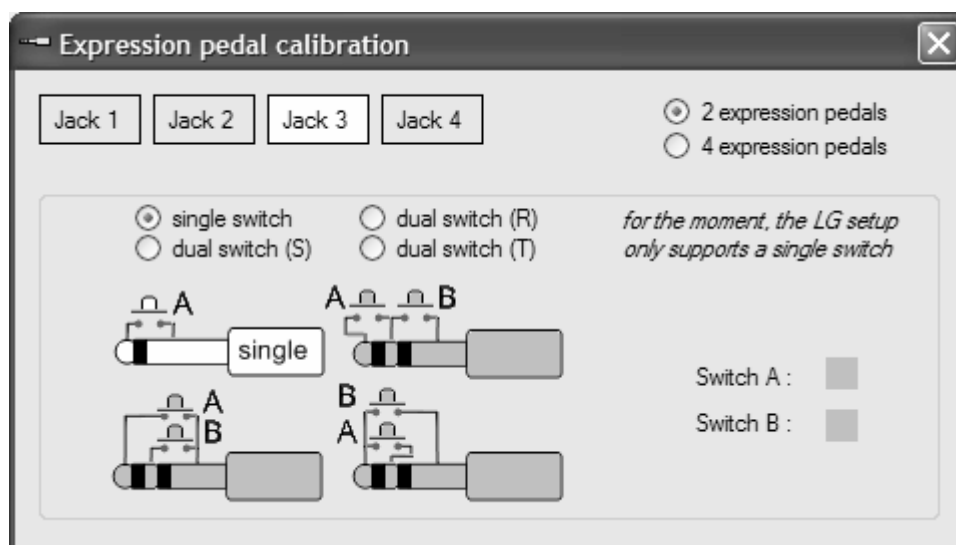 Expression pedal calibration
Jack 1 Jack 2 Jack 3 Jack 4
2 expression pedals
4 expression pedals
single switch dual switch (R)
dual switch (S) dual switch (T)
for the moment, the LG setup
only supports a single switch
A
single
A B
A
B
B
A
Switch A :
Switch B :